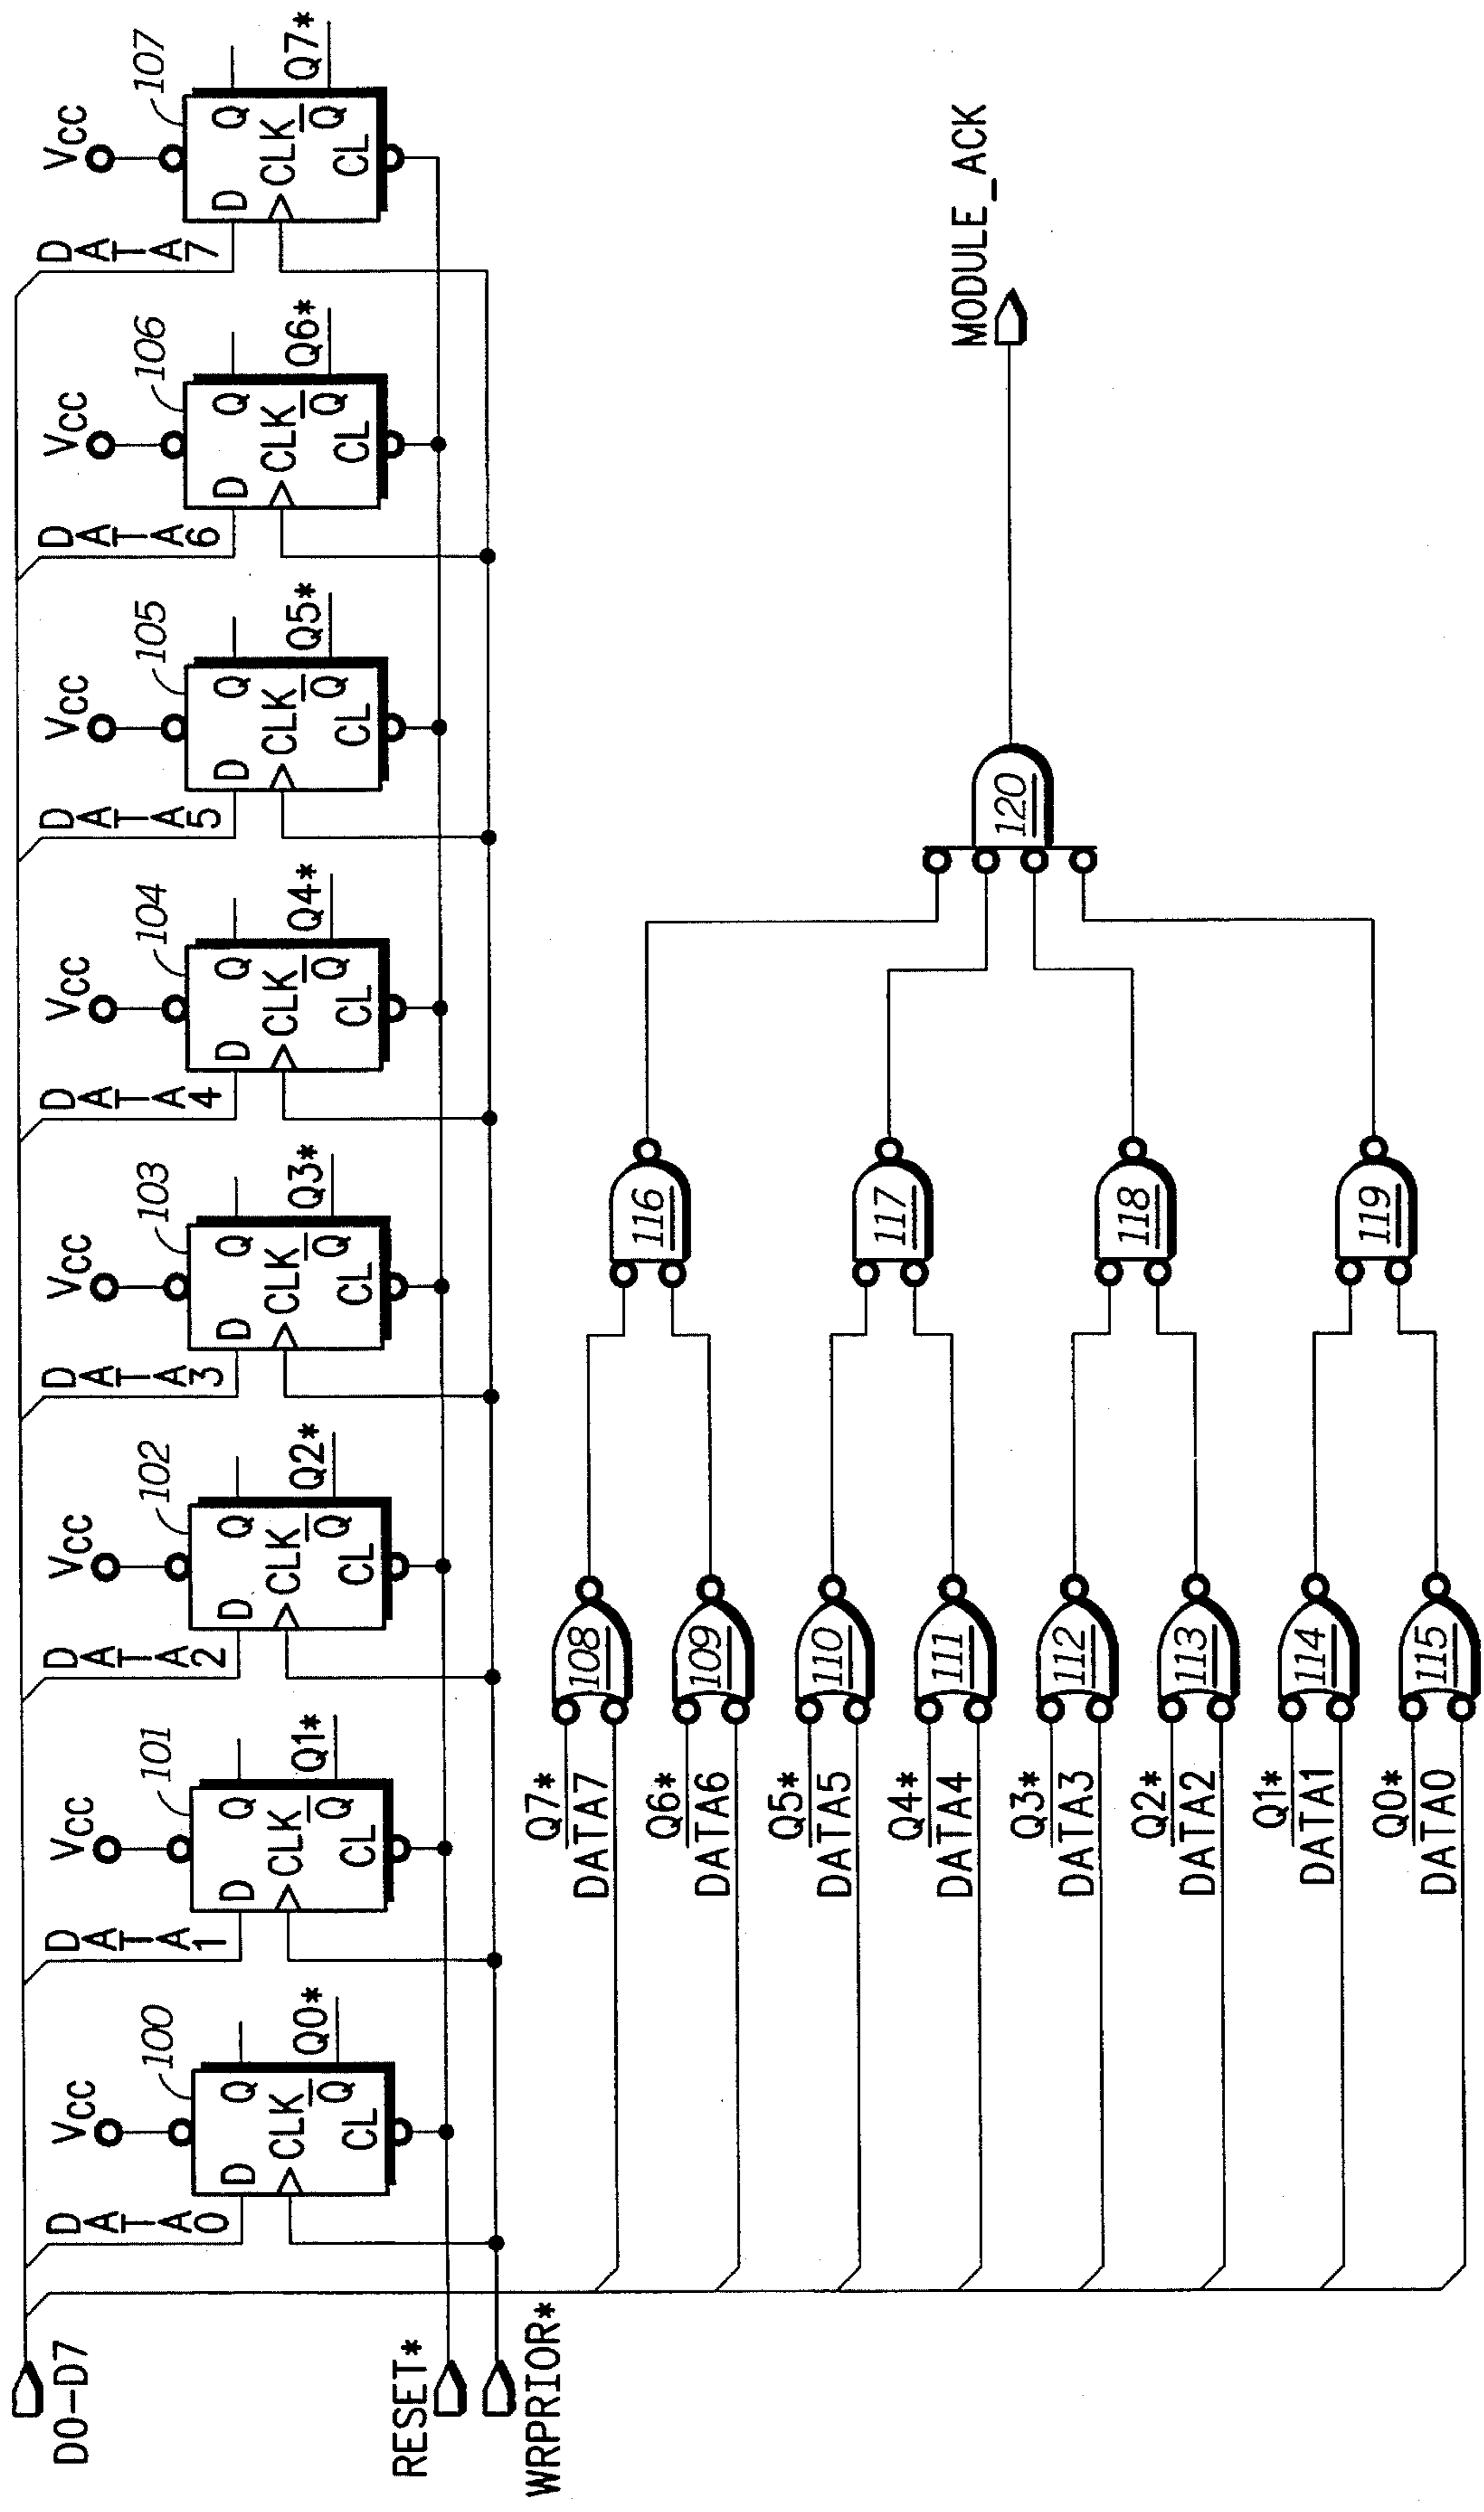 D0-D7
RESET*
WRPRIOR*
DATA0
VCC
100
D
Q
CLK
Q
CL
Q0*
DATA1
VCC
101
D
Q
CLK
Q
CL
Q1*
DATA2
VCC
102
D
Q
CLK
Q
CL
Q2*
DATA3
VCC
103
D
Q
CLK
Q
CL
Q3*
DATA4
VCC
104
D
Q
CLK
Q
CL
Q4*
DATA5
VCC
105
D
Q
CLK
Q
CL
Q5*
DATA6
VCC
106
D
Q
CLK
Q
CL
Q6*
DATA7
VCC
107
D
Q
CLK
Q
CL
Q7*
Q7*
DATA7
108
Q6*
DATA6
109
Q5*
DATA5
110
Q4*
DATA4
111
Q3*
DATA3
112
Q2*
DATA2
113
Q1*
DATA1
114
Q0*
DATA0
115
116
117
118
119
120
MODULE_ACK